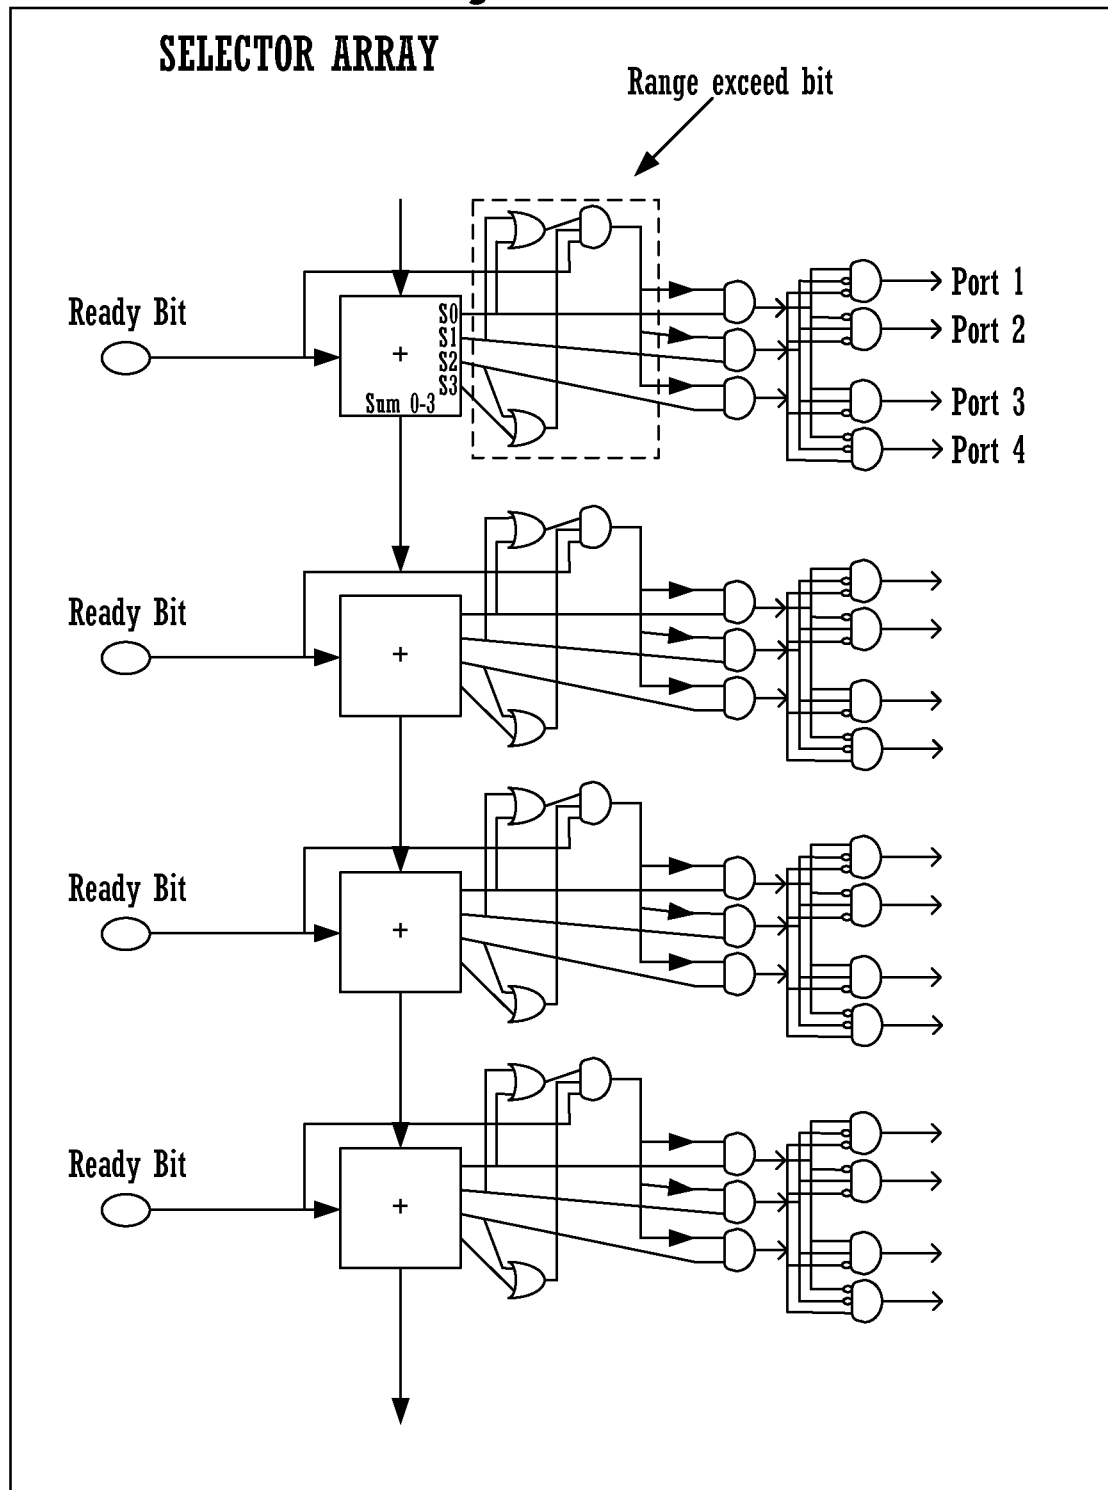 SELECTOR ARRAY
Range exceed bit
Ready Bit
S0
S1
S2
S3
+
Sum 0-3
Port 1
Port 2
Port 3
Port 4
Ready Bit
+
Ready Bit
+
Ready Bit
+